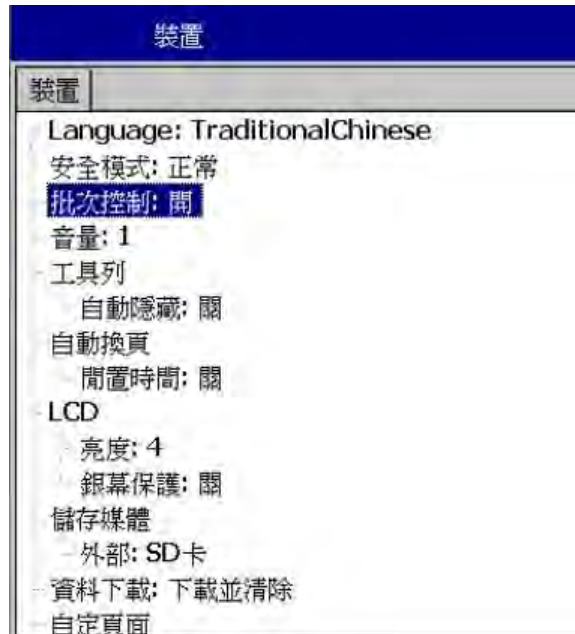 裝置
裝置
Language: TraditionalChinese
安全模式: 正常
批次控制: 開
音量: 1
工具列
自動隱藏: 關
自動換頁
閒置時間: 關
LCD
亮度: 4
銀幕保護: 關
儲存媒體
外部: SD卡
資料下載: 下載並清除
自定頁面